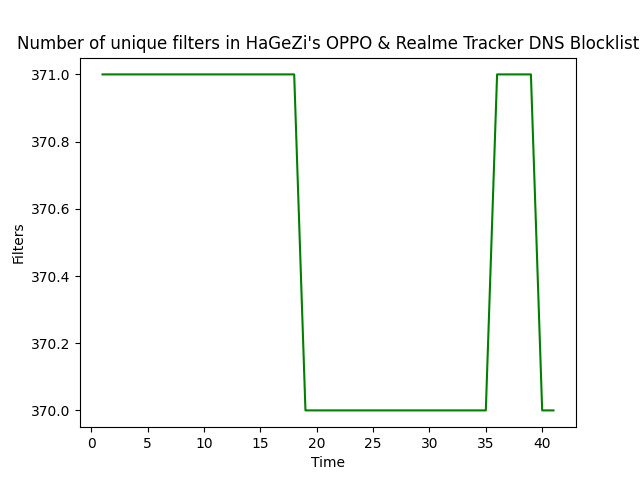 Number of unique filters in HaGeZi's OPPO & Realme Tracker DNS Blocklist
371.0
370.8
370.6
370.4
370.2
370.0
Filters
0 5 10 15 20 25 30 35 40
Time